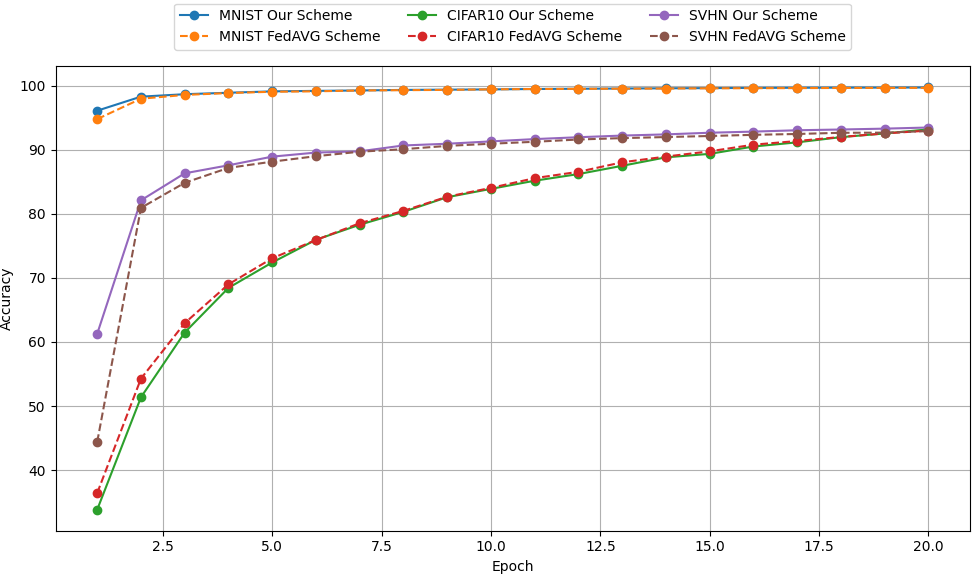 MNIST Our Scheme CIFAR10 Our Scheme SVHN Our Scheme
MNIST FedAVG Scheme CIFAR10 FedAVG Scheme SVHN FedAVG Scheme
100
90
80
70
60
50
40
Accuracy
2.5 5.0 7.5 10.0 12.5 15.0 17.5 20.0
Epoch